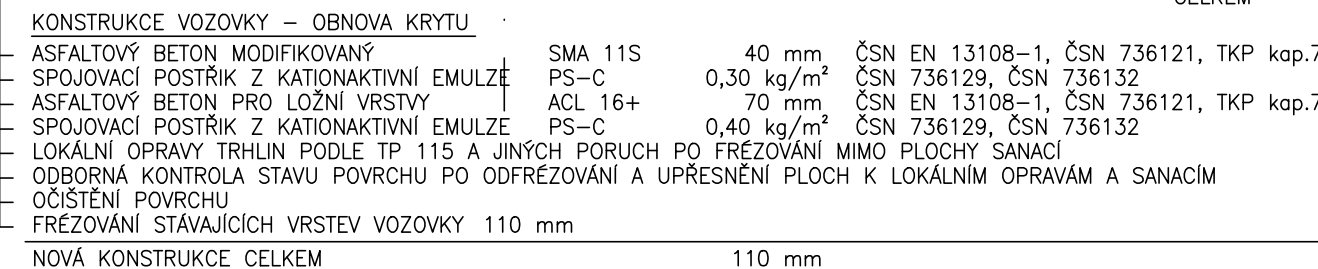 CELKEM
KONSTRUKCE VOZOVKY – OBNOVA KRYTU
– ASFALTOVÝ BETON MODIFIKOVANÝ SMA 11S 40 mm ČSN EN 13108–1, ČSN 736121, TKP kap.7
– SPOJOVACÍ POSTŘIK Z KATIONAKTIVNÍ EMULZE PS–C 0,30 kg/m² ČSN 736129, ČSN 736132
– ASFALTOVÝ BETON PRO LOŽNÍ VRSTVY ACL 16+ 70 mm ČSN EN 13108–1, ČSN 736121, TKP kap.7
– SPOJOVACÍ POSTŘIK Z KATIONAKTIVNÍ EMULZE PS–C 0,40 kg/m² ČSN 736129, ČSN 736132
– LOKÁLNÍ OPRAVY TRHLIN PODLE TP 115 A JINÝCH PORUCH PO FRÉZOVÁNÍ MIMO PLOCHY SANACÍ
– ODBORNÁ KONTROLA STAVU POVRCHU PO ODFRÉZOVÁNÍ A UPŘESNĚNÍ PLOCH K LOKÁLNÍM OPRAVÁM A SANACÍM
– OČIŠTĚNÍ POVRCHU
– FRÉZOVÁNÍ STÁVAJÍCÍCH VRSTEV VOZOVKY 110 mm
NOVÁ KONSTRUKCE CELKEM 110 mm